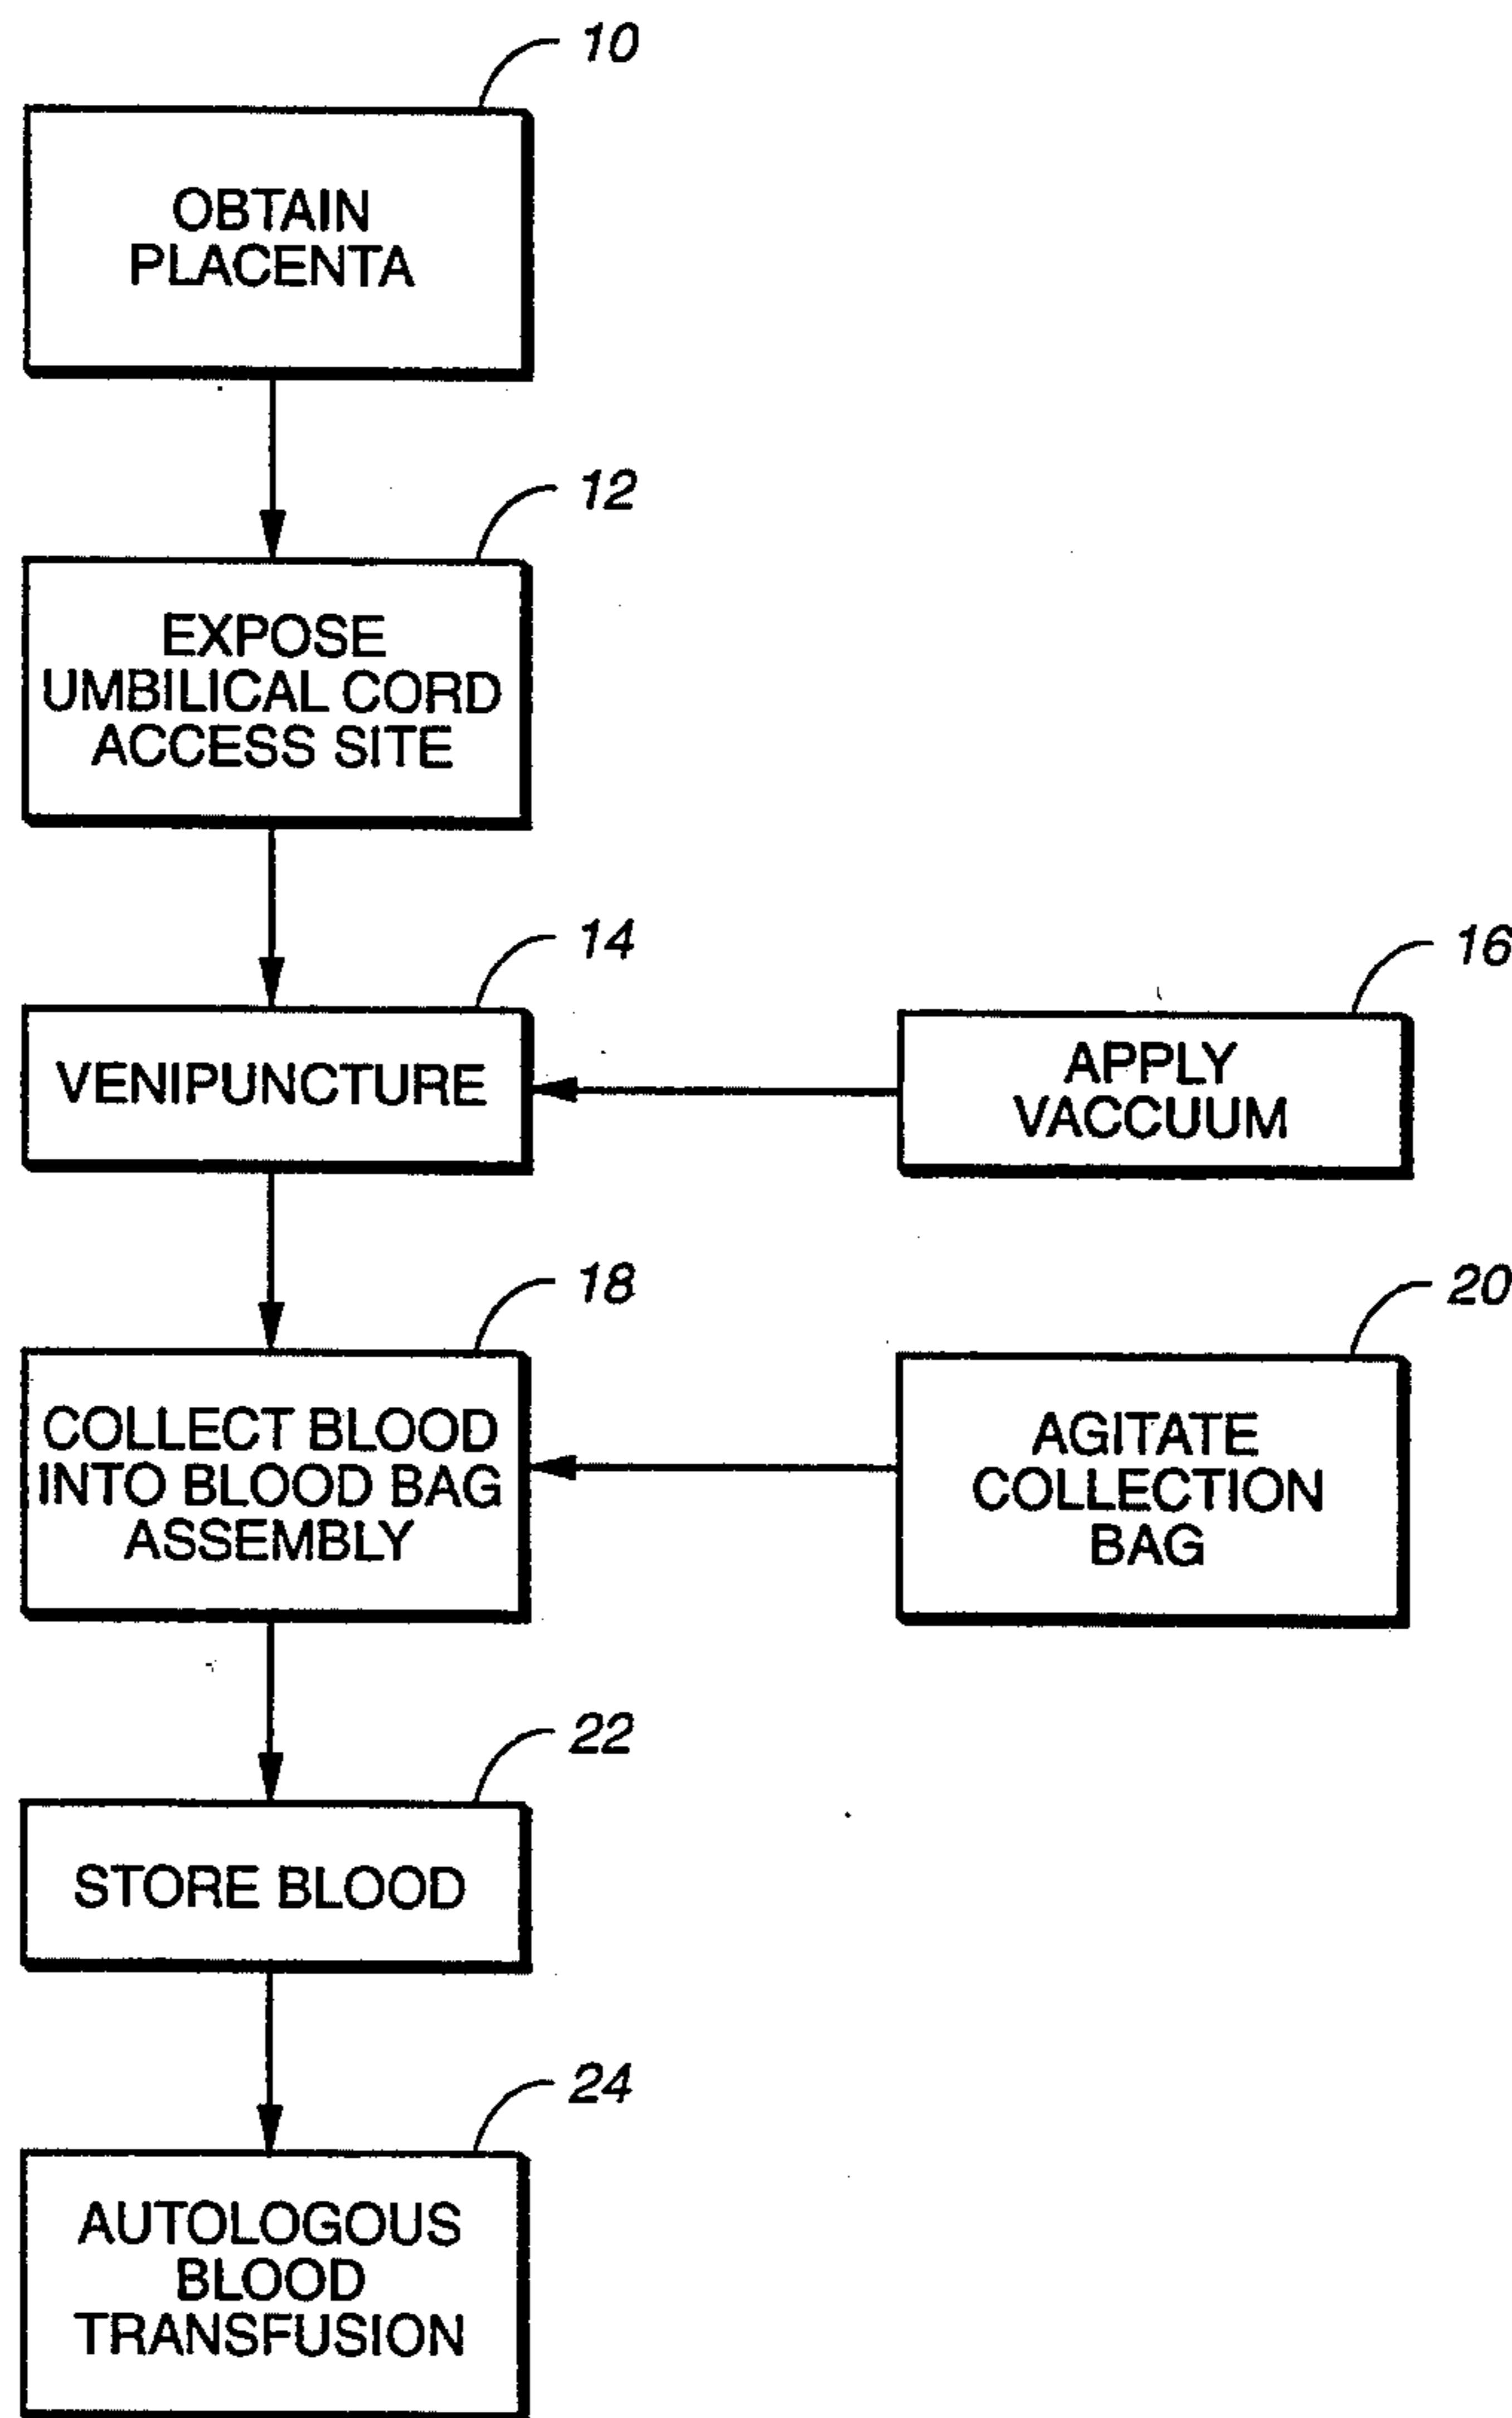 10
OBTAIN
PLACENTA
12
EXPOSE
UMBILICAL CORD
ACCESS SITE
14
VENIPUNCTURE
16
APPLY
VACCUUM
18
COLLECT BLOOD
INTO BLOOD BAG
ASSEMBLY
20
AGITATE
COLLECTION
BAG
22
STORE BLOOD
24
AUTOLOGOUS
BLOOD
TRANSFUSION